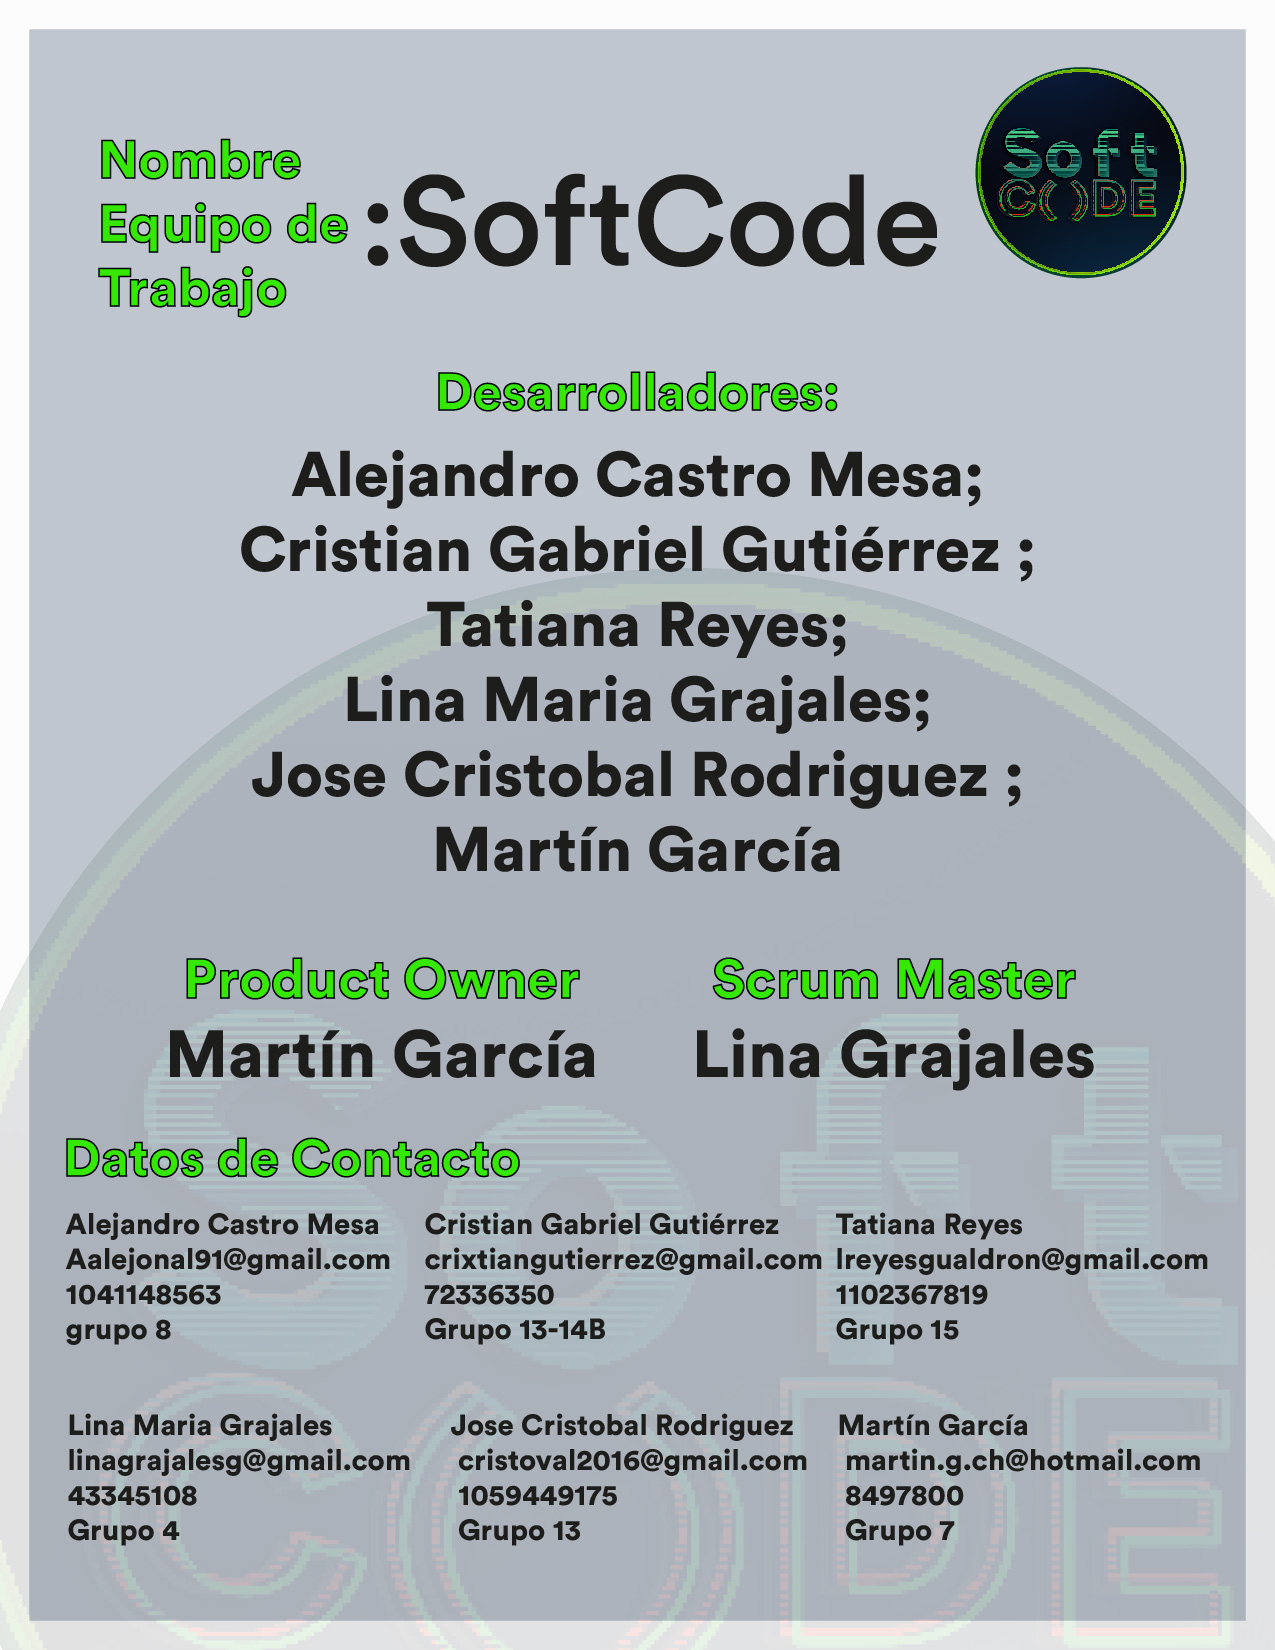 Nombre
Equipo de
Trabajo
:SoftCode
Soft
C( )DE
Desarrolladores:
Alejandro Castro Mesa;
Cristian Gabriel Gutiérrez ;
Tatiana Reyes;
Lina Maria Grajales;
Jose Cristobal Rodriguez ;
Martín García
Product Owner
Martín García
Scrum Master
Lina Grajales
Datos de Contacto
Alejandro Castro Mesa
Aalejonal91@gmail.com
1041148563
grupo 8
Cristian Gabriel Gutiérrez
crixtiangutierrez@gmail.com
72336350
Grupo 13-14B
Tatiana Reyes
lreyesgualdron@gmail.com
1102367819
Grupo 15
Lina Maria Grajales
linagrajalesg@gmail.com
43345108
Grupo 4
Jose Cristobal Rodriguez
cristoval2016@gmail.com
1059449175
Grupo 13
Martín García
martin.g.ch@hotmail.com
8497800
Grupo 7
Soft
C( )DE